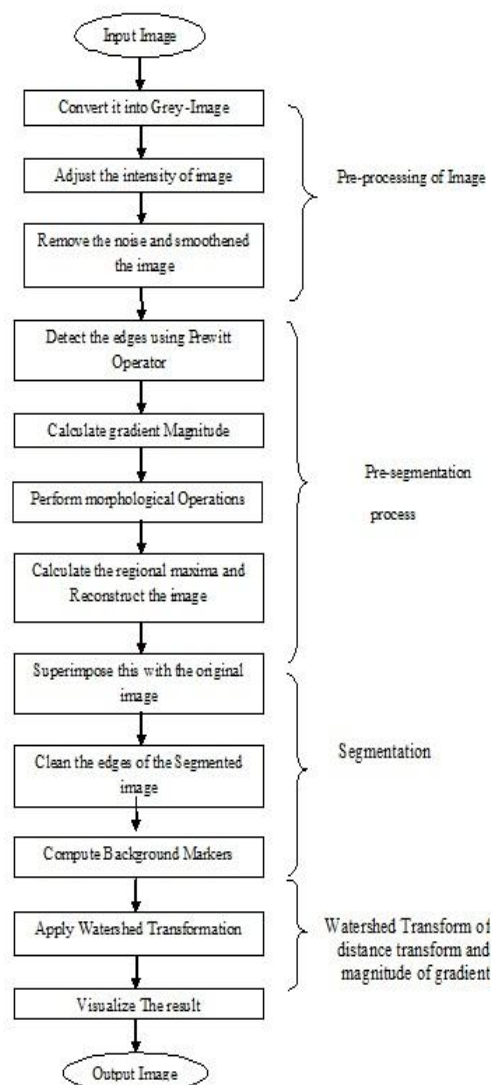 Input Image
Convert it into Grey-Image
Adjust the intensity of image
Remove the noise and smoothened
the image
Pre-processing of Image
Detect the edges using Prewitt
Operator
Calculate gradient Magnitude
Perform morphological Operations
Calculate the regional maxima and
Reconstruct the image
Pre-segmentation
process
Superimpose this with the original
image
Clean the edges of the Segmented
image
Compute Background Markers
Segmentation
Apply Watershed Transformation
Visualize The result
Watershed Transform of
distance transform and
magnitude of gradient
Output Image